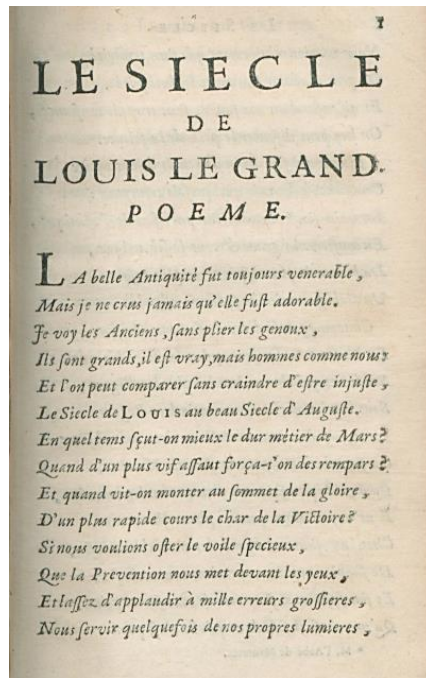 1
LE SIECLE
DE
LOUIS LE GRAND.
POEME.
LA belle Antiquité fut toujours venerable,
Mais je ne crus jamais qu'elle fuſt adorable.
Je voy les Anciens, ſans plier les genoux,
Ils ſont grands, il eſt vray, mais hommes comme nous:
Et l'on peut comparer ſans craindre d'eſtre injuſte,
Le Siecle de LOUIS au beau Siecle d'Auguſte.
En quel tems ſçut-on mieux le dur métier de Mars?
Quand d'un plus vif aſſaut força-t'on des rempars?
Et quand vit-on monter au ſommet de la gloire,
D'un plus rapide cours le char de la Victoire?
Si nous voulions oſter le voile ſpecieux,
Que la Prevention nous met devant les yeux,
Et laſſez d'applaudir à mille erreurs groſſieres,
Nous ſervir quelquefois de nos propres lumieres,